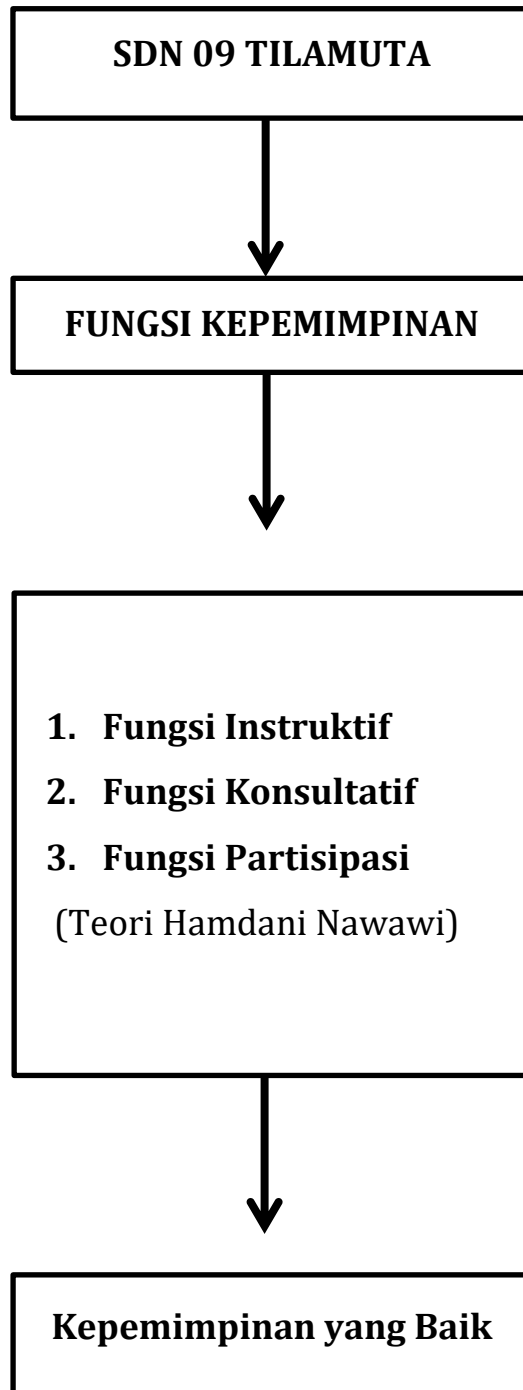 SDN 09 TILAMUTA
FUNGSI KEPEMIMPINAN
1. Fungsi Instruktif
2. Fungsi Konsultatif
3. Fungsi Partisipasi
(Teori Hamdani Nawawi)
Kepemimpinan yang Baik